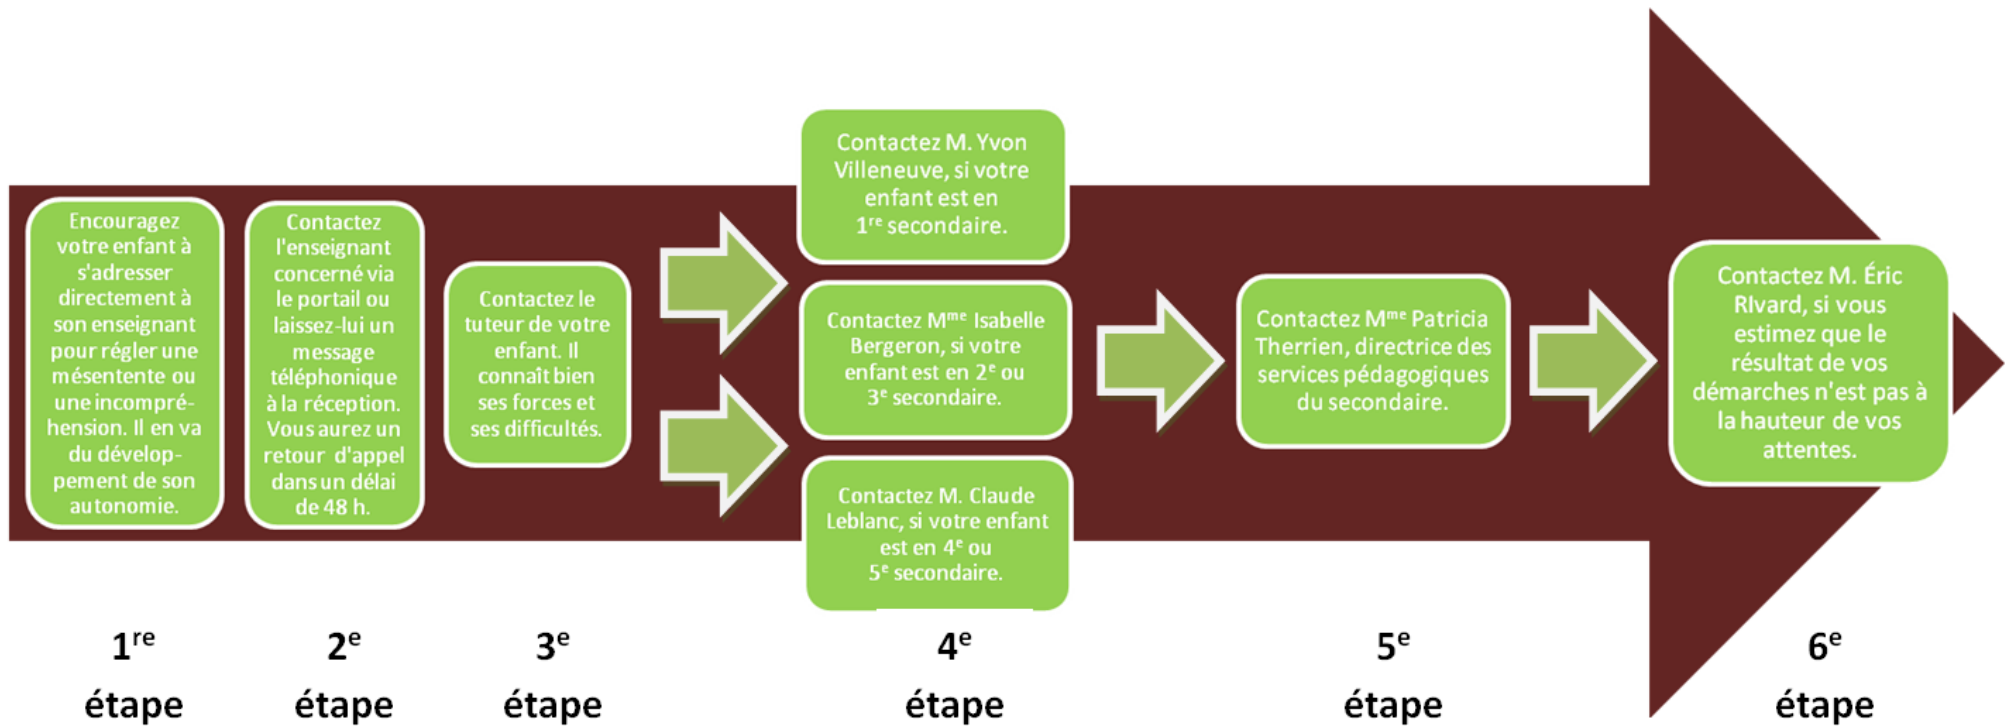 Encouragez
votre enfant à
s'adresser
directement à
son enseignant
pour régler une
mésentente ou
une incompré-
hension. Il en va
du dévelop-
pement de son
autonomie.
Contactez
l'enseignant
concerné via
le portail ou
laissez-lui un
message
téléphonique
à la réception.
Vous aurez un
retour d'appel
dans un délai
de 48 h.
Contactez le
tuteur de votre
enfant. Il
connaît bien
ses forces et
ses difficultés.
Contactez M. Yvon
Villeneuve, si votre
enfant est en
1re secondaire.
Contactez Mme Isabelle
Bergeron, si votre
enfant est en 2e ou
3e secondaire.
Contactez M. Claude
Leblanc, si votre enfant
est en 4e ou
5e secondaire.
Contactez Mme Patricia
Therrien, directrice des
services pédagogiques
du secondaire.
Contactez M. Éric
RIvard, si vous
estimez que le
résultat de vos
démarches n'est pas à
la hauteur de vos
attentes.
1re
étape
2e
étape
3e
étape
4e
étape
5e
étape
6e
étape